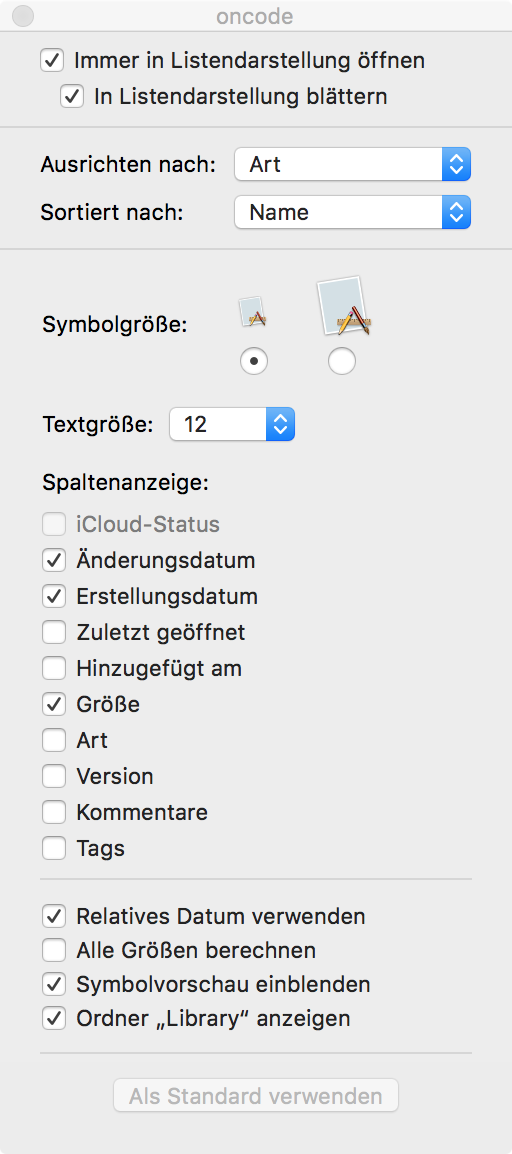 oncode
Immer in Listendarstellung öffnen
In Listendarstellung blättern
Ausrichten nach: Art
Sortiert nach: Name
Symbolgröße:
Textgröße: 12
Spaltenanzeige:
iCloud-Status
Änderungsdatum
Erstellungsdatum
Zuletzt geöffnet
Hinzugefügt am
Größe
Art
Version
Kommentare
Tags
Relatives Datum verwenden
Alle Größen berechnen
Symbolvorschau einblenden
Ordner „Library“ anzeigen
Als Standard verwenden